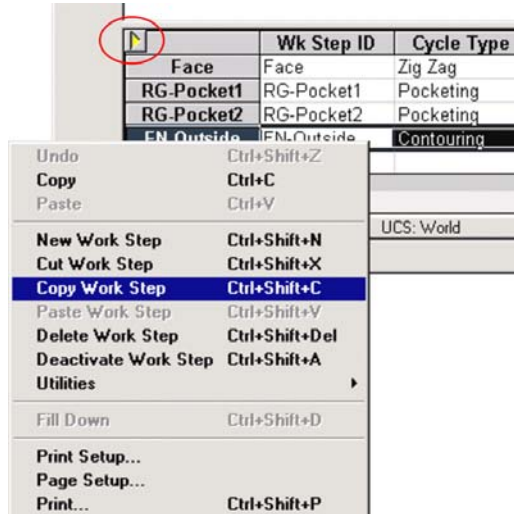 Wk Step ID Cycle Type
Face Face Zig Zag
RG-Pocket1 RG-Pocket1 Pocketing
RG-Pocket2 RG-Pocket2 Pocketing
EN-Outside EN-Outside Contouring
UCS: World
Undo Ctrl+Shift+Z
Copy Ctrl+C
Paste Ctrl+V
New Work Step Ctrl+Shift+N
Cut Work Step Ctrl+Shift+X
Copy Work Step Ctrl+Shift+C
Paste Work Step Ctrl+Shift+V
Delete Work Step Ctrl+Shift+Del
Deactivate Work Step Ctrl+Shift+A
Utilities
Fill Down Ctrl+Shift+D
Print Setup...
Page Setup...
Print... Ctrl+Shift+P